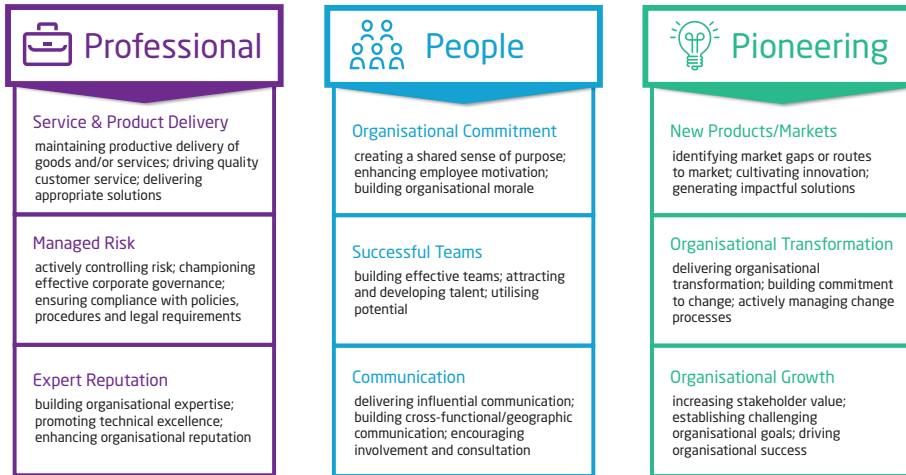 Professional
Service & Product Delivery
maintaining productive delivery of
goods and/or services; driving quality
customer service; delivering
appropriate solutions
Managed Risk
actively controlling risk; championing
effective corporate governance;
ensuring compliance with policies,
procedures and legal requirements
Expert Reputation
building organisational expertise;
promoting technical excellence;
enhancing organisational reputation
People
Organisational Commitment
creating a shared sense of purpose;
enhancing employee motivation;
building organisational morale
Successful Teams
building effective teams; attracting
and developing talent; utilising
potential
Communication
delivering influential communication;
building cross-functional/geographic
communication; encouraging
involvement and consultation
Pioneering
New Products/Markets
identifying market gaps or routes
to market; cultivating innovation;
generating impactful solutions
Organisational Transformation
delivering organisational
transformation; building commitment
to change; actively managing change
processes
Organisational Growth
increasing stakeholder value;
establishing challenging
organisational goals; driving
organisational success